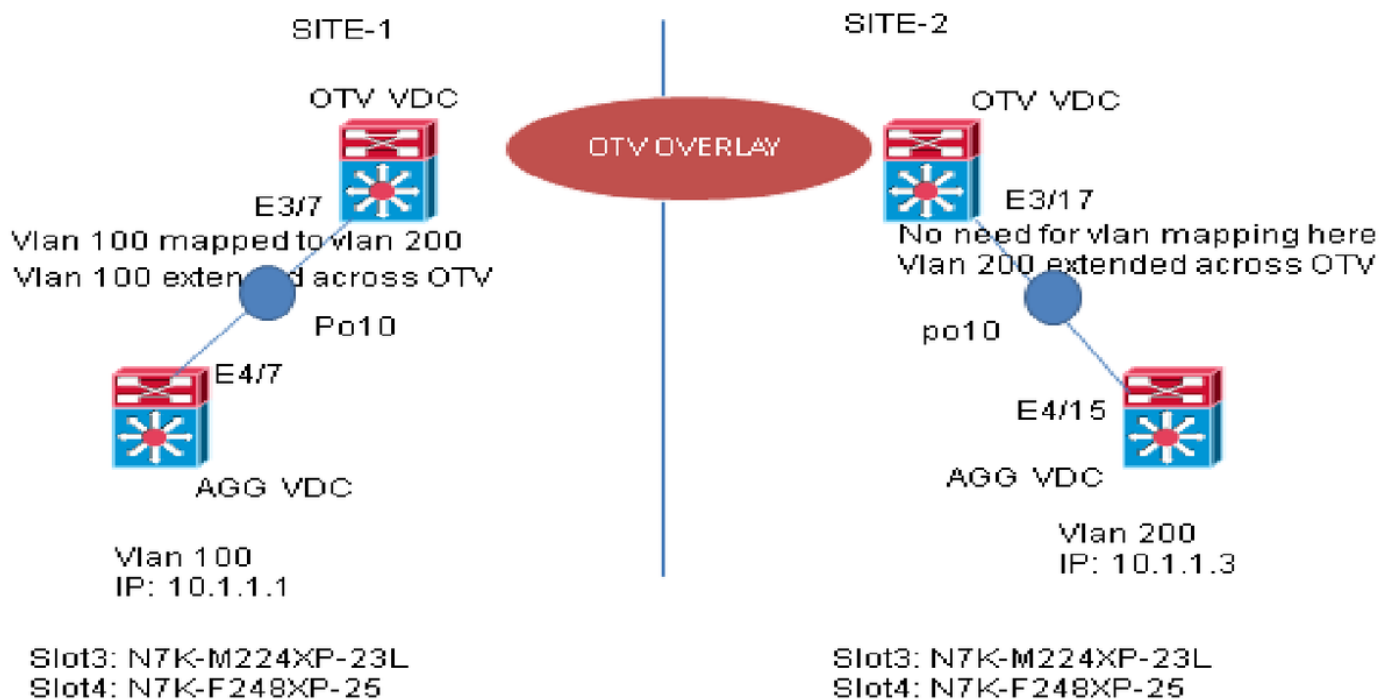 SITE-1
OTV VDC
E3/7
Vlan 100 mapped to vlan 200
Vlan 100 extended across OTV
Po10
E4/7
AGG VDC
Vlan 100
IP: 10.1.1.1
Slot3: N7K-M224XP-23L
Slot4: N7K-F248XP-25
OTV OVERLAY
SITE-2
OTV VDC
E3/17
No need for vlan mapping here
Vlan 200 extended across OTV
po10
E4/15
AGG VDC
Vlan 200
IP: 10.1.1.3
Slot3: N7K-M224XP-23L
Slot4: N7K-F248XP-25